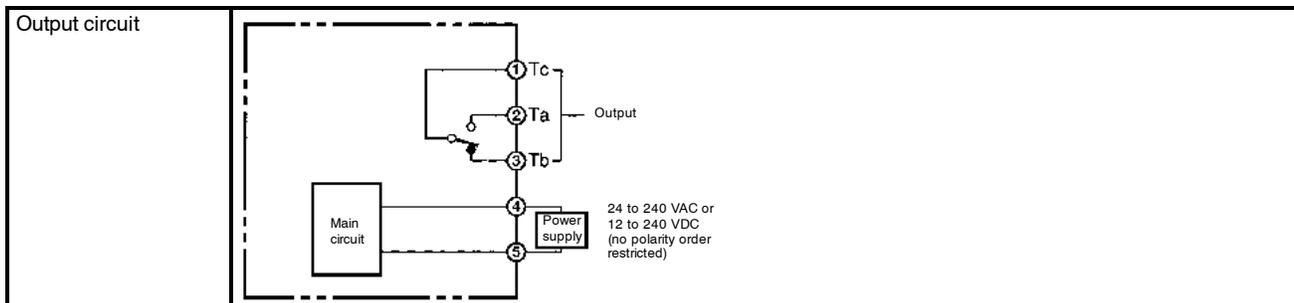 Output circuit
1 Tc
2 Ta
Output
3 Tb
4
Main
circuit
Power
supply
24 to 240 VAC or
12 to 240 VDC
(no polarity order
restricted)
5